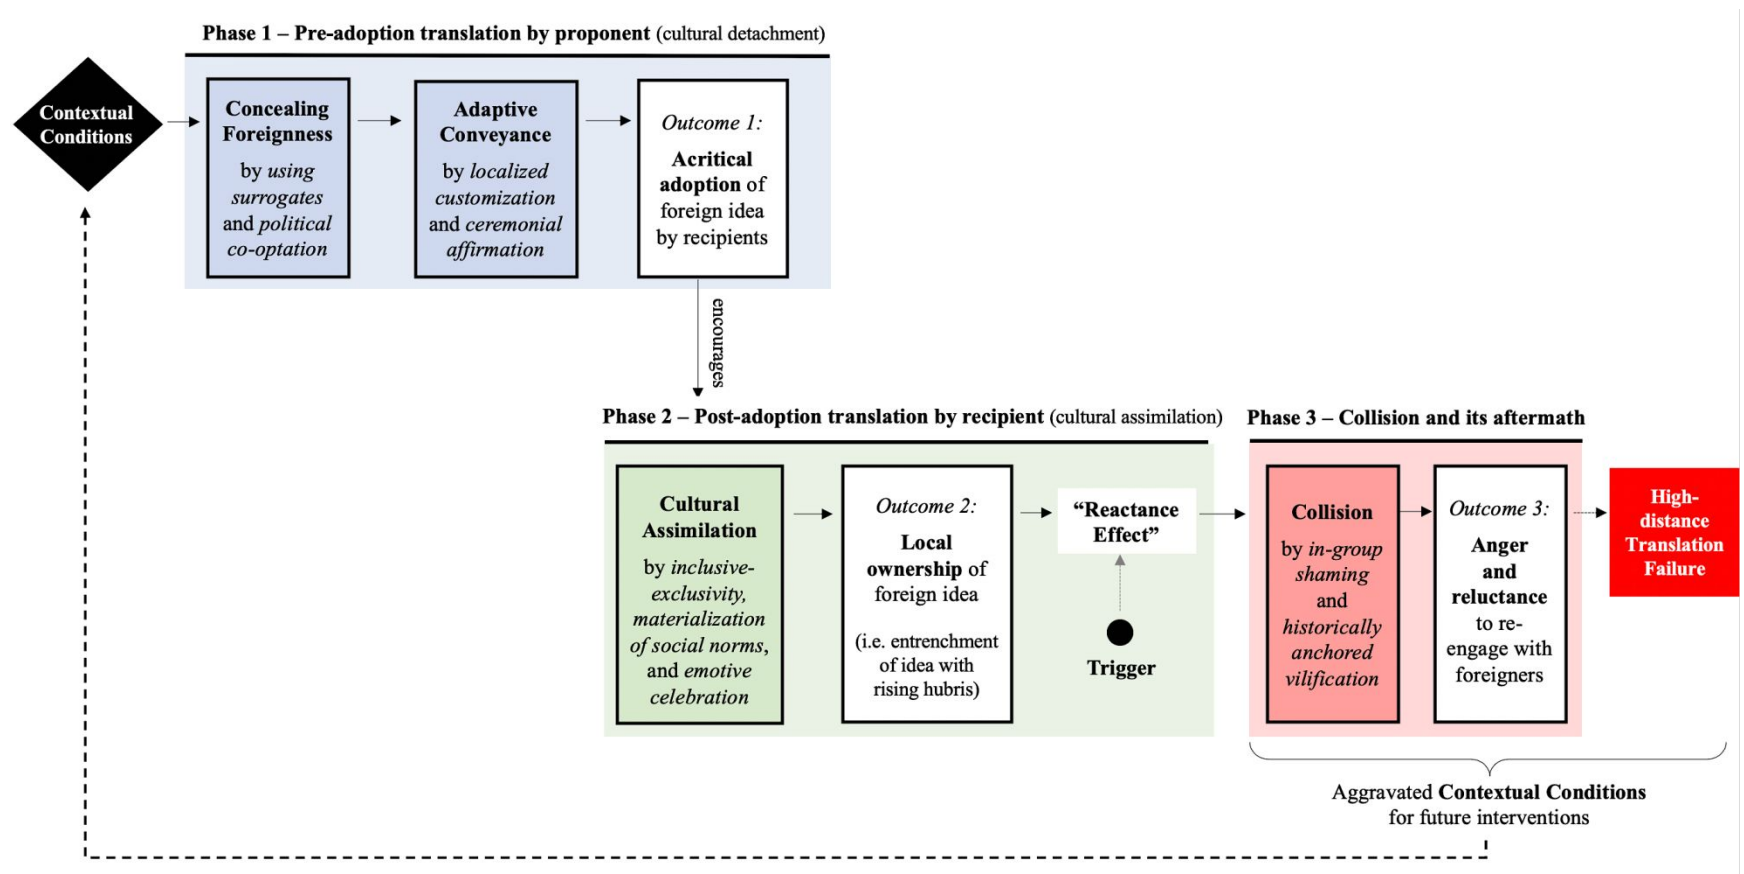 Phase 1 – Pre-adoption translation by proponent (cultural detachment)
Contextual
Conditions
Concealing
Foreignness
by using
surrogates
and political
co-optation
Adaptive
Conveyance
by localized
customization
and ceremonial
affirmation
Outcome 1:
Acritical
adoption of
foreign idea
by recipients
encourages
Phase 2 – Post-adoption translation by recipient (cultural assimilation)
Cultural
Assimilation
by inclusive-
exclusivity,
materialization
of social norms,
and emotive
celebration
Outcome 2:
Local
ownership of
foreign idea
(i.e. entrenchment
of idea with
rising hubris)
“Reactance
Effect”
Trigger
Phase 3 – Collision and its aftermath
Collision
by in-group
shaming
and
historically
anchored
vilification
Outcome 3:
Anger
and
reluctance
to re-
engage with
foreigners
High-
distance
Translation
Failure
Aggravated Contextual Conditions
for future interventions